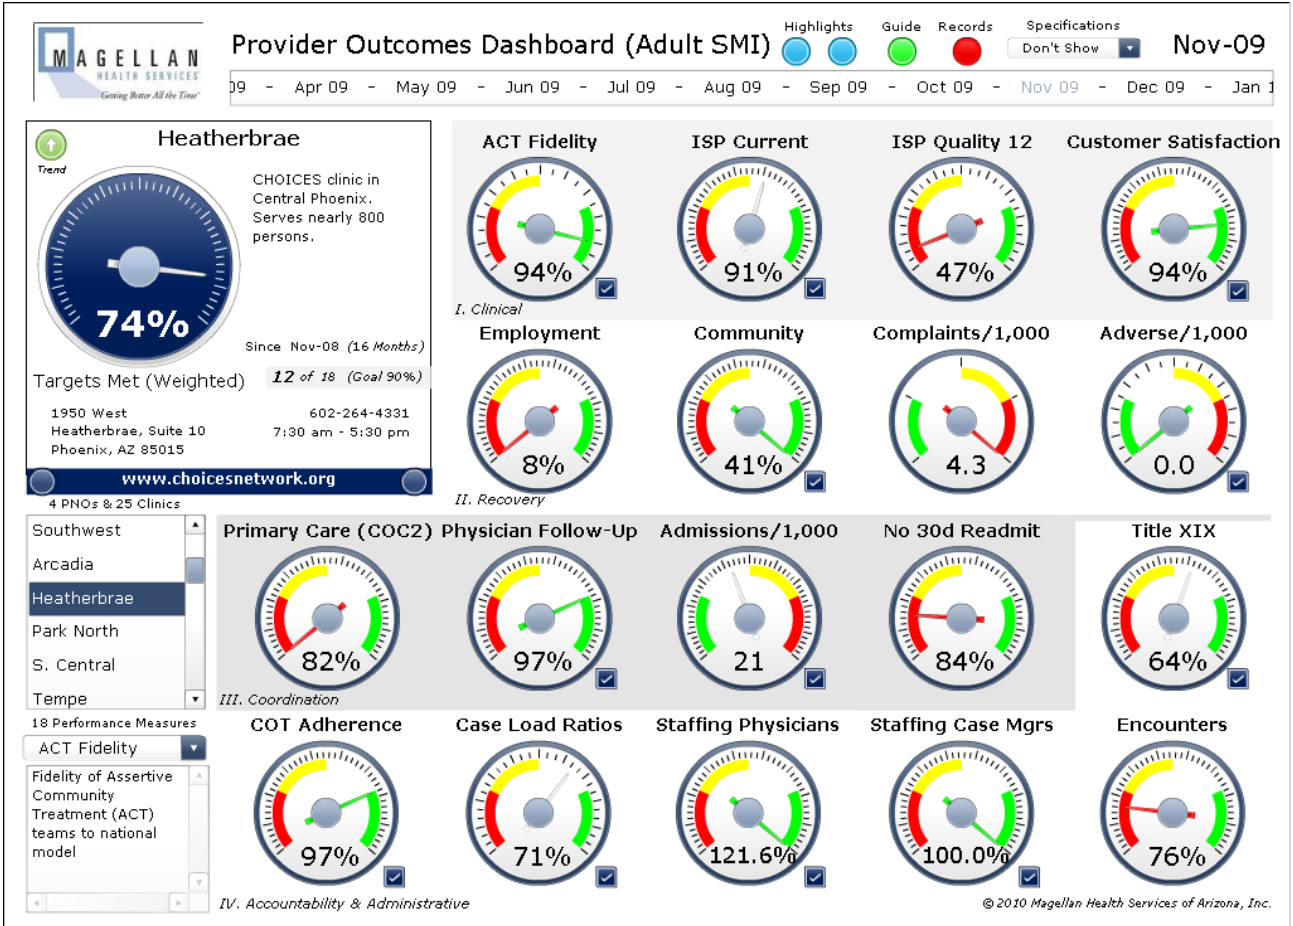 MAGELLAN
HEALTH SERVICES
Getting Better All the Time
Provider Outcomes Dashboard (Adult SMI)
Highlights
Guide
Records
Specifications
Don't Show
Nov-09
09 - Apr 09 - May 09 - Jun 09 - Jul 09 - Aug 09 - Sep 09 - Oct 09 - Nov 09 - Dec 09 - Jan 1
Trend
Heatherbrae
CHOICES clinic in
Central Phoenix.
Serves nearly 800
persons.
74%
Since Nov-08 (16 Months)
Targets Met (Weighted)
12 of 18 (Goal 90%)
1950 West
Heatherbrae, Suite 10
Phoenix, AZ 85015
602-264-4331
7:30 am - 5:30 pm
www.choicesnetwork.org
ACT Fidelity
94%
ISP Current
91%
ISP Quality 12
47%
Customer Satisfaction
94%
I. Clinical
Employment
8%
Community
41%
Complaints/1,000
4.3
Adverse/1,000
0.0
II. Recovery
4 PNOs & 25 Clinics
Southwest
Arcadia
Heatherbrae
Park North
S. Central
Tempe
Primary Care (COC2)
82%
Physician Follow-Up
97%
Admissions/1,000
21
No 30d Readmit
84%
Title XIX
64%
III. Coordination
18 Performance Measures
ACT Fidelity
Fidelity of Assertive
Community
Treatment (ACT)
teams to national
model
COT Adherence
97%
Case Load Ratios
71%
Staffing Physicians
121.6%
Staffing Case Mgrs
100.0%
Encounters
76%
IV. Accountability & Administrative
© 2010 Magellan Health Services of Arizona, Inc.